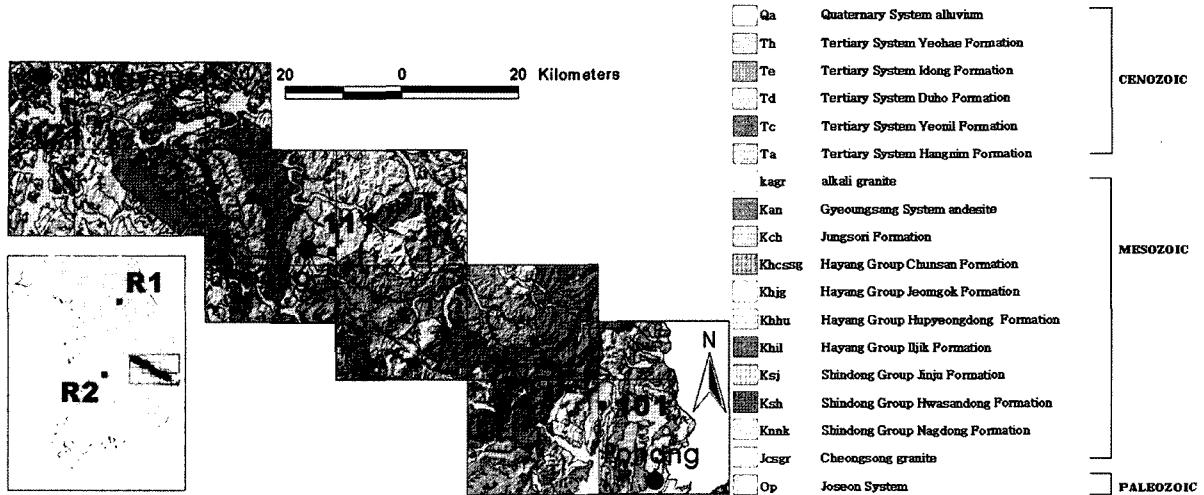 20 0 20 Kilometers
111
R1
R2
N
101
Pohang
Qa Quaternary System alluvium
Th Tertiary System Yeohae Formation
Te Tertiary System Idong Formation
Td Tertiary System Duho Formation
Tc Tertiary System Yeonil Formation
Ta Tertiary System Hangnim Formation
CENOZOIC
kagr alkali granite
Kan Gyeoungsang System andesite
Kch Jungsori Formation
Khcssg Hayang Group Chunsan Formation
Khjg Hayang Group Jeomgok Formation
Khhu Hayang Group Hupyeongdong Formation
Khil Hayang Group Iljik Formation
Ksj Shindong Group Jinju Formation
Ksh Shindong Group Hwasandong Formation
Knnk Shindong Group Nagdong Formation
Jcsgr Cheongsong granite
MESOZOIC
Op Joseon System
PALEOZOIC